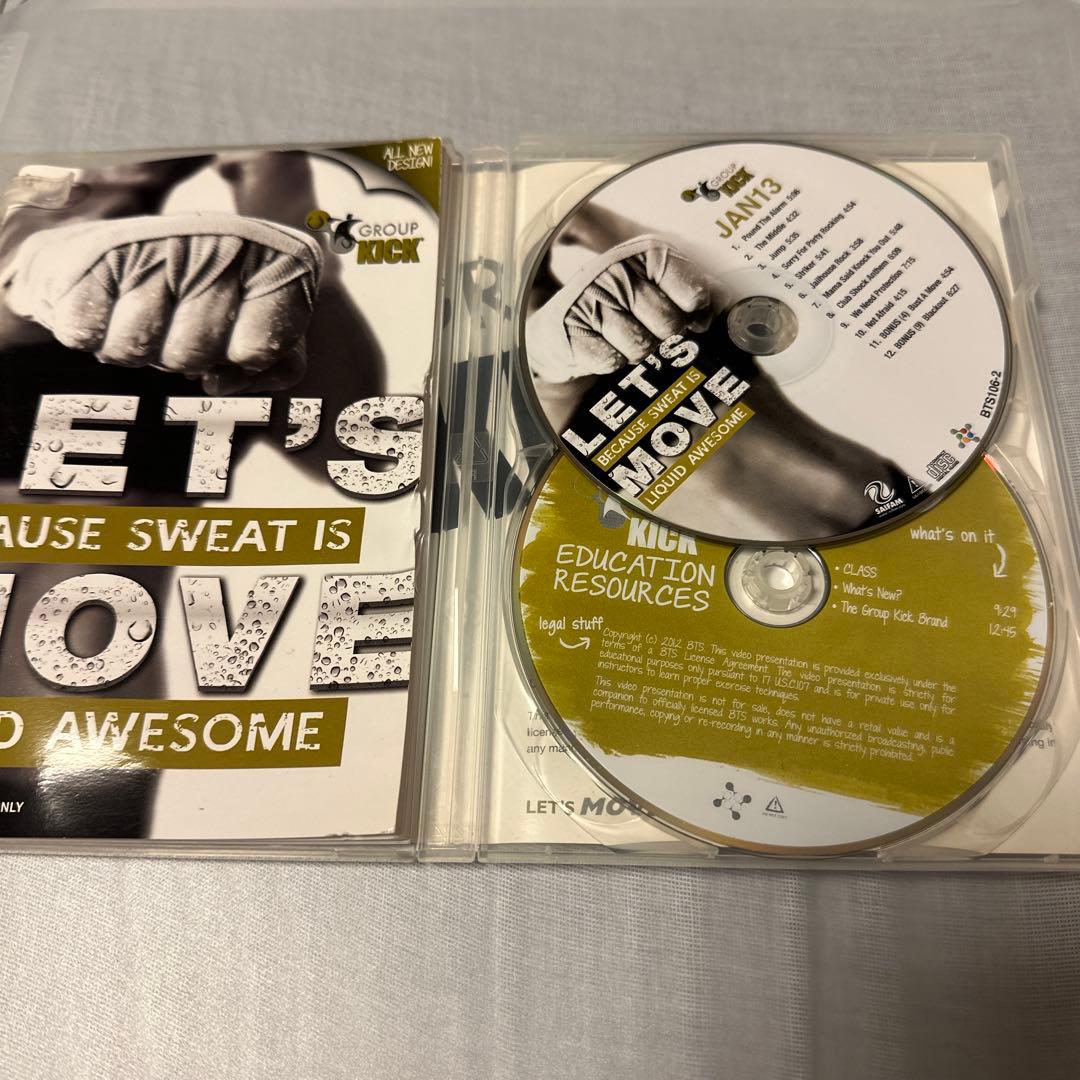 ALL NEW
DESIGN!
GROUP
KICK
LET'S
AUSE SWEAT IS
MOVE
D AWESOME
ONLY
GROUP
KICK
JAN13
1. Pound The Alarm 5:06
2. The Middle 4:32
3. Jump 5:35
4. Sorry For Party Rocking 4:54
5. Striker 5:41
6. Jailhouse Rock 3:58
7. Mama Said Knock You Out 5:48
8. Club Shock Anthem 6:09
9. We Need Protection 7:15
10. Not Afraid 4:15
11. BONUS (4) Bust A Move 4:54
12. BONUS (9) Blackout 6:27
LET'S
BECAUSE SWEAT IS
MOVE
LIQUID AWESOME
BTS106-2
SAIFAM
COMPACT
disc
KICK
EDUCATION
RESOURCES
what's on it
• CLASS
• What's New? 9:29
• The Group Kick Brand 12:45
legal stuff
Copyright (c) 2012 BTS. This video presentation is provided exclusively under the
terms of a BTS License Agreement. The video presentation is strictly for
educational purposes only pursuant to 17 U.S.C.107 and is for private use only for
instructors to learn proper exercise techniques.
This video presentation is not for sale, does not have a retail value and is a
companion to officially licensed BTS works. Any unauthorized broadcasting, public
performance, copying or re-recording in any manner is strictly prohibited.
any
LET'S MOV